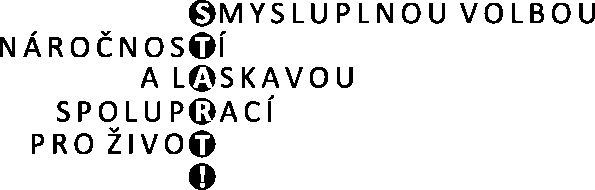 SMYSLUPLNOU VOLBOU
NÁROČNOSTÍ
A LASKAVOU
SPOLUPRACÍ
PRO ŽIVOT
!